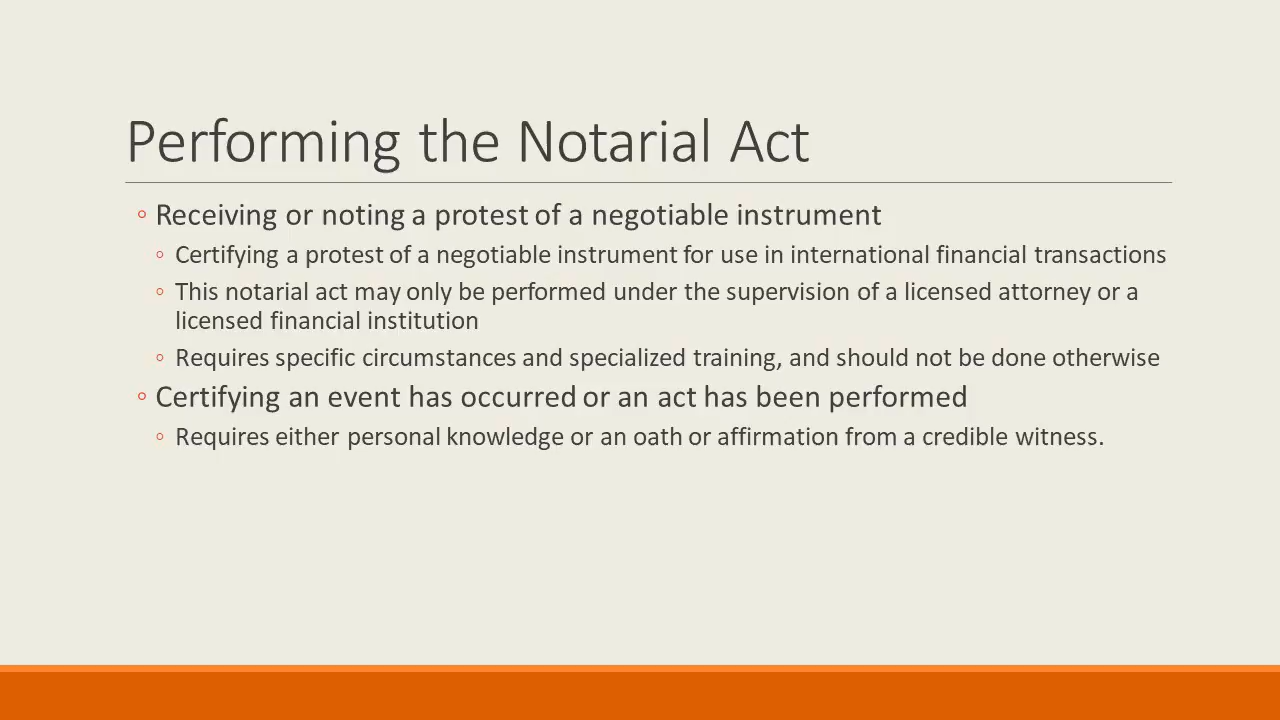 Performing the Notarial Act
◦ Receiving or noting a protest of a negotiable instrument
◦ Certifying a protest of a negotiable instrument for use in international financial transactions
◦ This notarial act may only be performed under the supervision of a licensed attorney or a
licensed financial institution
◦ Requires specific circumstances and specialized training, and should not be done otherwise
◦ Certifying an event has occurred or an act has been performed
◦ Requires either personal knowledge or an oath or affirmation from a credible witness.